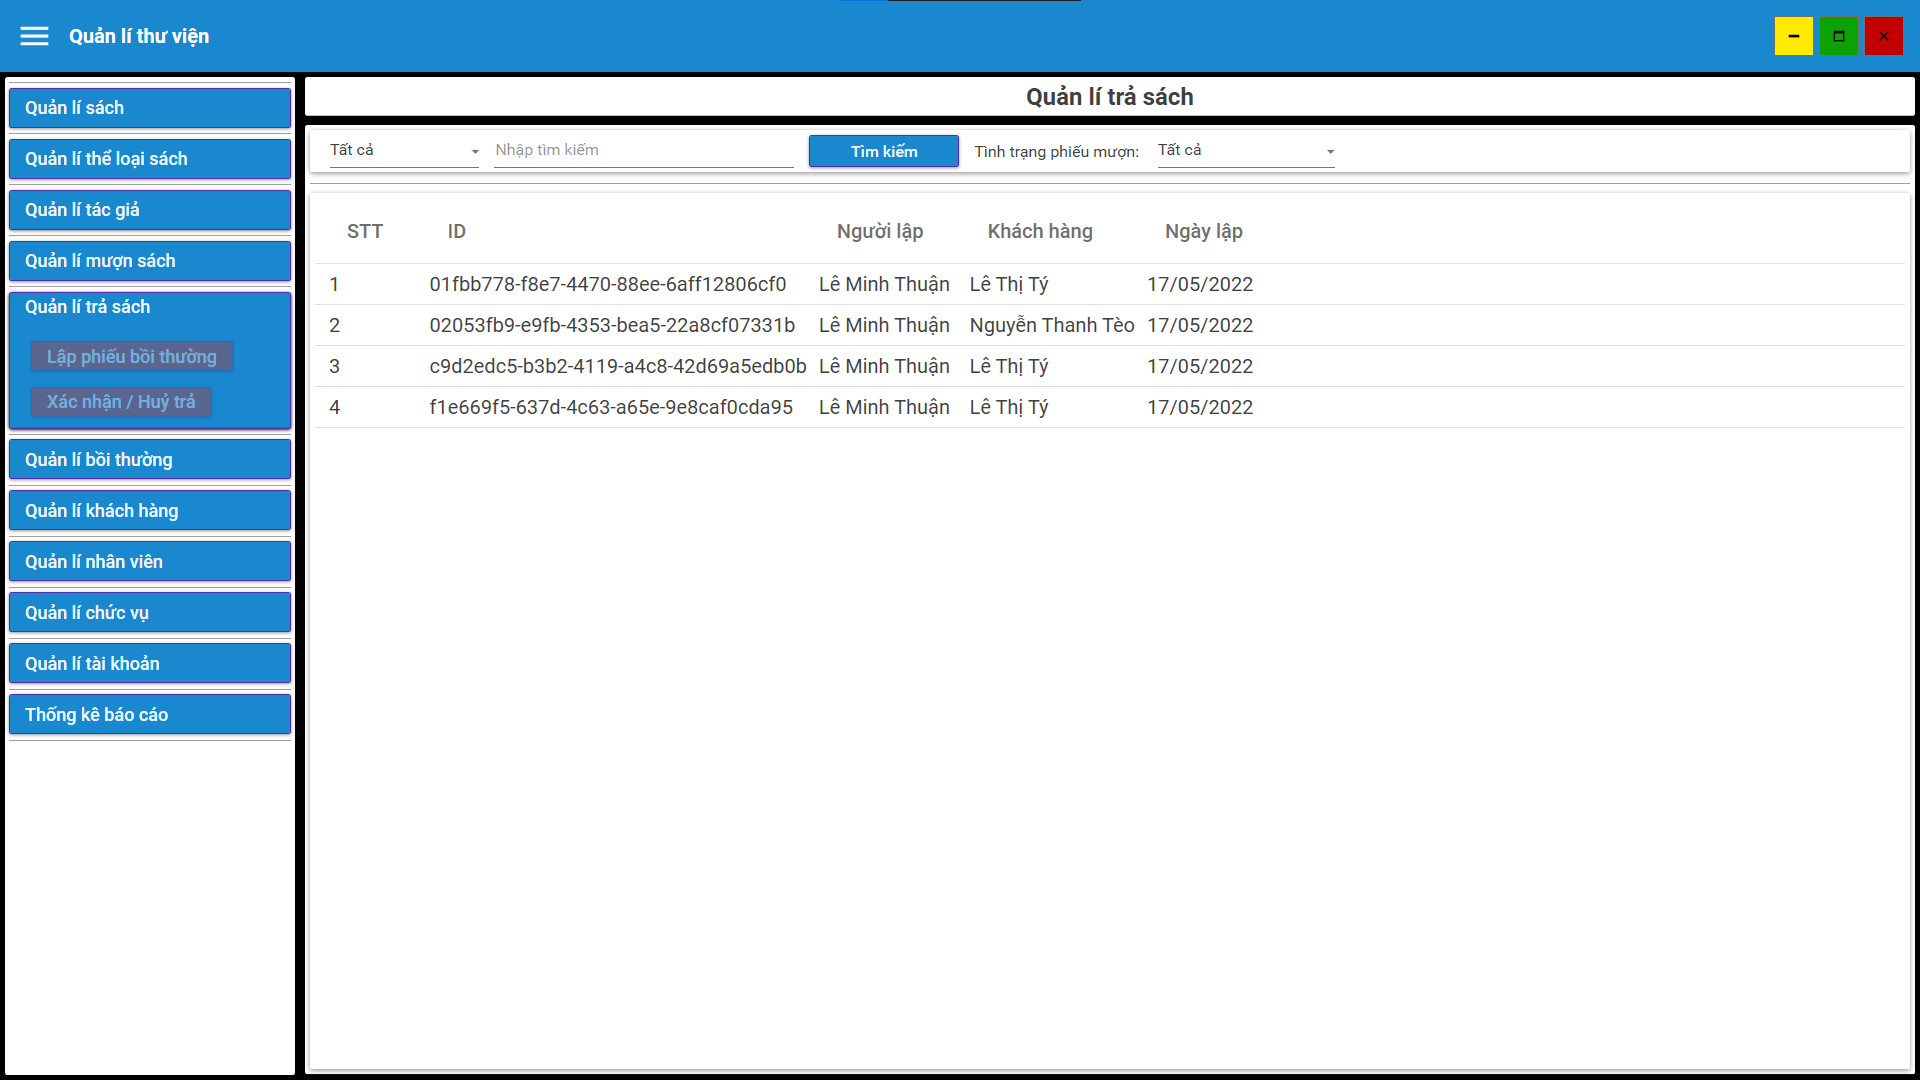 Quản lí thư viện
Quản lí sách
Quản lí thể loại sách
Quản lí tác giả
Quản lí mượn sách
Quản lí trả sách
Lập phiếu bồi thường
Xác nhận / Huỷ trả
Quản lí bồi thường
Quản lí khách hàng
Quản lí nhân viên
Quản lí chức vụ
Quản lí tài khoản
Thống kê báo cáo
Quản lí trả sách
Tất cả Nhập tìm kiếm Tìm kiếm Tình trạng phiếu mượn: Tất cả
STT ID Người lập Khách hàng Ngày lập
1 01fbb778-f8e7-4470-88ee-6aff12806cf0 Lê Minh Thuận Lê Thị Tý 17/05/2022
2 02053fb9-e9fb-4353-bea5-22a8cf07331b Lê Minh Thuận Nguyễn Thanh Tèo 17/05/2022
3 c9d2edc5-b3b2-4119-a4c8-42d69a5edb0b Lê Minh Thuận Lê Thị Tý 17/05/2022
4 f1e669f5-637d-4c63-a65e-9e8caf0cda95 Lê Minh Thuận Lê Thị Tý 17/05/2022